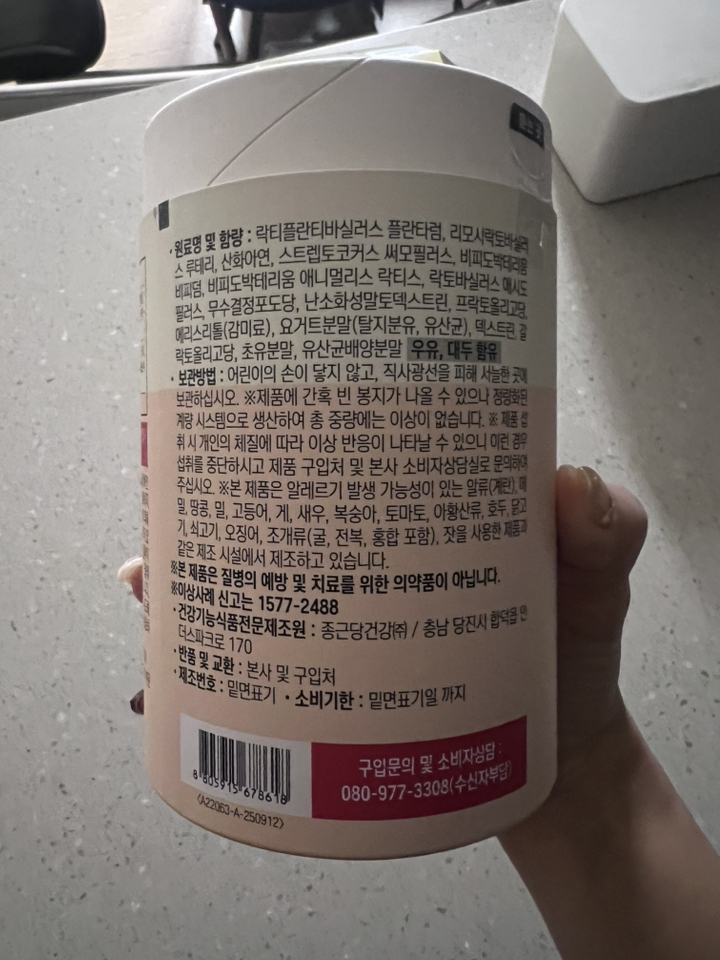 · 원료명 및 함량 : 락티플란티바실러스 플란타럼, 리모시락토바실러
스 루테리, 산화아연, 스트렙토코커스 써모필러스, 비피도박테리움
비피덤, 비피도박테리움 애니멀리스 락티스, 락토바실러스 애시도
필러스, 무수결정포도당, 난소화성말토덱스트린, 프락토올리고당,
에리스리톨(감미료), 요거트분말(탈지분유, 유산균), 덱스트린, 갈
락토올리고당, 초유분말, 유산균배양분말 우유, 대두 함유
· 보관방법 : 어린이의 손이 닿지 않고, 직사광선을 피해 서늘한 곳에
보관하십시오. ※제품에 간혹 빈 봉지가 나올 수 있으나 정량화된
계량 시스템으로 생산하여 총 중량에는 이상이 없습니다. ※ 제품 섭
취 시 개인의 체질에 따라 이상 반응이 나타날 수 있으니 이런 경우
섭취를 중단하시고 제품 구입처 및 본사 소비자상담실로 문의하여
주십시오. ※본 제품은 알레르기 발생 가능성이 있는 알류(계란), 메
밀, 땅콩, 밀, 고등어, 게, 새우, 복숭아, 토마토, 아황산류, 호두, 닭고
기, 쇠고기, 오징어, 조개류(굴, 전복, 홍합 포함), 잣을 사용한 제품과
같은 제조 시설에서 제조하고 있습니다.
※본 제품은 질병의 예방 및 치료를 위한 의약품이 아닙니다.
※이상사례 신고는 1577-2488
· 건강기능식품전문제조원 : 종근당건강㈜ / 충남 당진시 합덕읍 인
더스파크로 170
· 반품 및 교환 : 본사 및 구입처
· 제조번호 : 밑면표기 · 소비기한 : 밑면표기일 까지
구입문의 및 소비자상담 :
080-977-3308(수신자부담)
8 805915 678618
(A22063-A-250912)